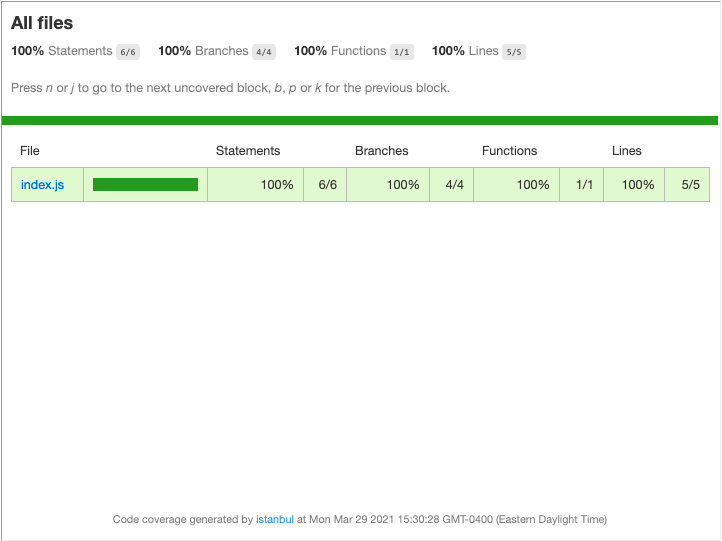 All files
100% Statements 6/6 100% Branches 4/4 100% Functions 1/1 100% Lines 5/5
Press n or j to go to the next uncovered block, b, p or k for the previous block.
File Statements Branches Functions Lines
index.js 100% 6/6 100% 4/4 100% 1/1 100% 5/5
Code coverage generated by istanbul at Mon Mar 29 2021 15:30:28 GMT-0400 (Eastern Daylight Time)